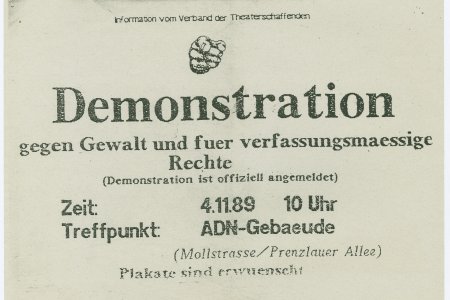 Information vom Verband der Theaterschaffenden
Demonstration
gegen Gewalt und fuer verfassungsmaessige
Rechte
(Demonstration ist offiziell angemeldet)
Zeit: 4.11.89 10 Uhr
Treffpunkt: ADN-Gebaeude
(Mollstrasse/Prenzlauer Allee)
Plakate sind erwuenscht